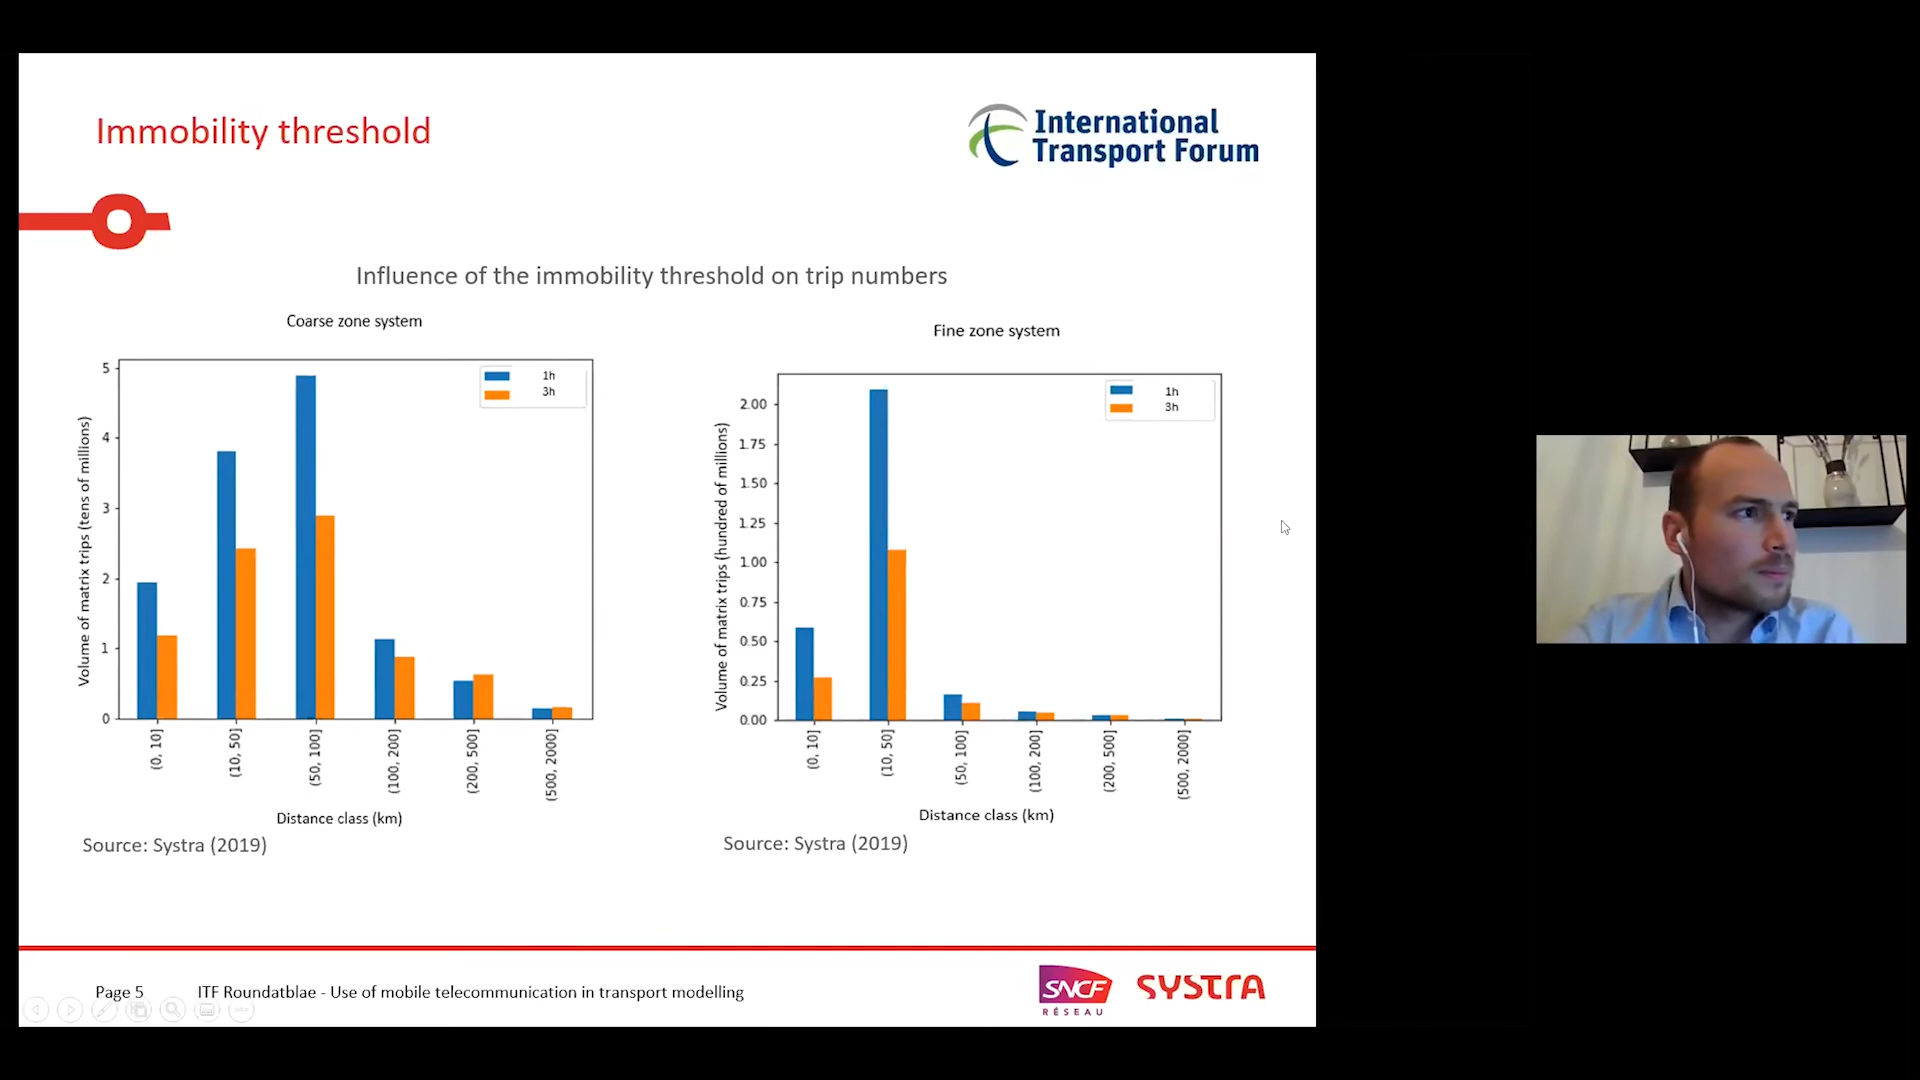 Immobility threshold
International
Transport Forum
Influence of the immobility threshold on trip numbers
Coarse zone system
Volume of matrix trips (tens of millions)
5
4
3
2
1
0
1h
3h
(0, 10]
(10, 50]
(50, 100]
(100, 200]
(200, 500]
(500, 2000]
Distance class (km)
Source: Systra (2019)
Fine zone system
Volume of matrix trips (hundred of millions)
2.00
1.75
1.50
1.25
1.00
0.75
0.50
0.25
0.00
1h
3h
(0, 10]
(10, 50]
(50, 100]
(100, 200]
(200, 500]
(500, 2000]
Distance class (km)
Source: Systra (2019)
Page 5
ITF Roundatblae - Use of mobile telecommunication in transport modelling
SNCF
RÉSEAU
SYSTRA